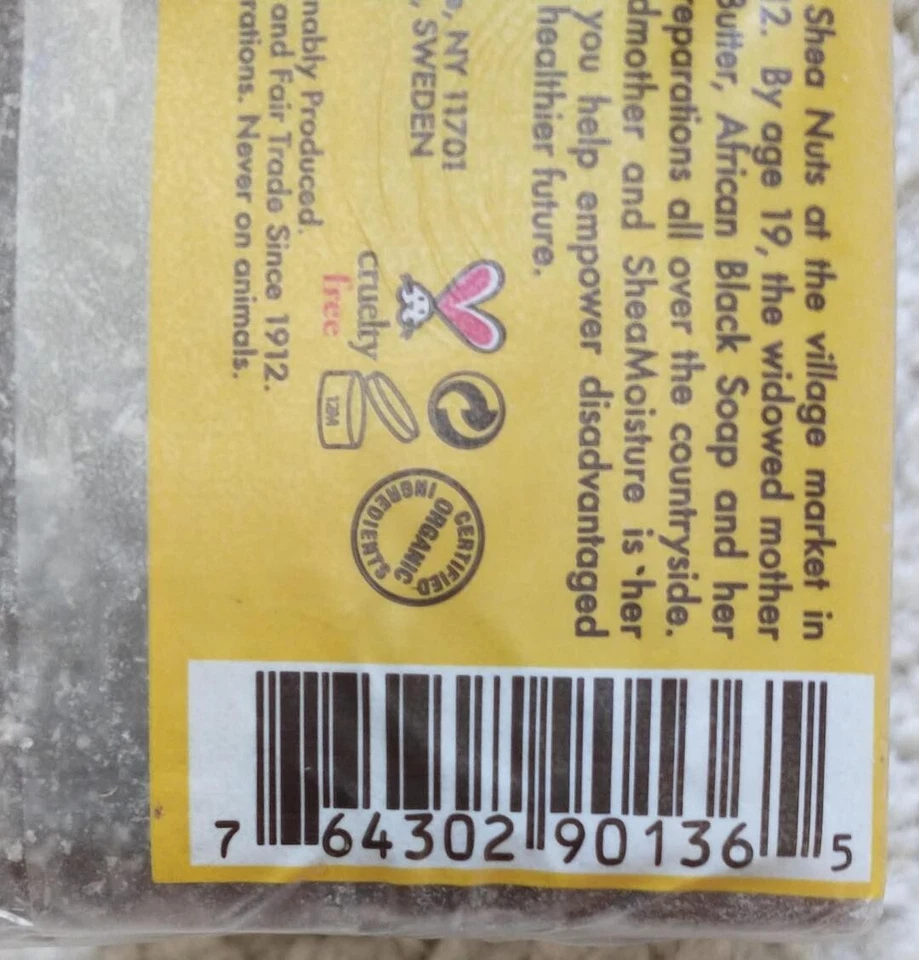 Shea Nuts at the village market in
12. By age 19, the widowed mother
Butter, African Black Soap and her
reparations all over the countryside.
dmother and SheaMoisture is her
you help empower disadvantaged
healthier future.
, NY 11701
, SWEDEN
nably Produced.
and Fair Trade Since 1912.
rations. Never on animals.
cruelty
free
12M
CERTIFIED
ORGANIC
INGREDIENTS
7 64302 90136 5